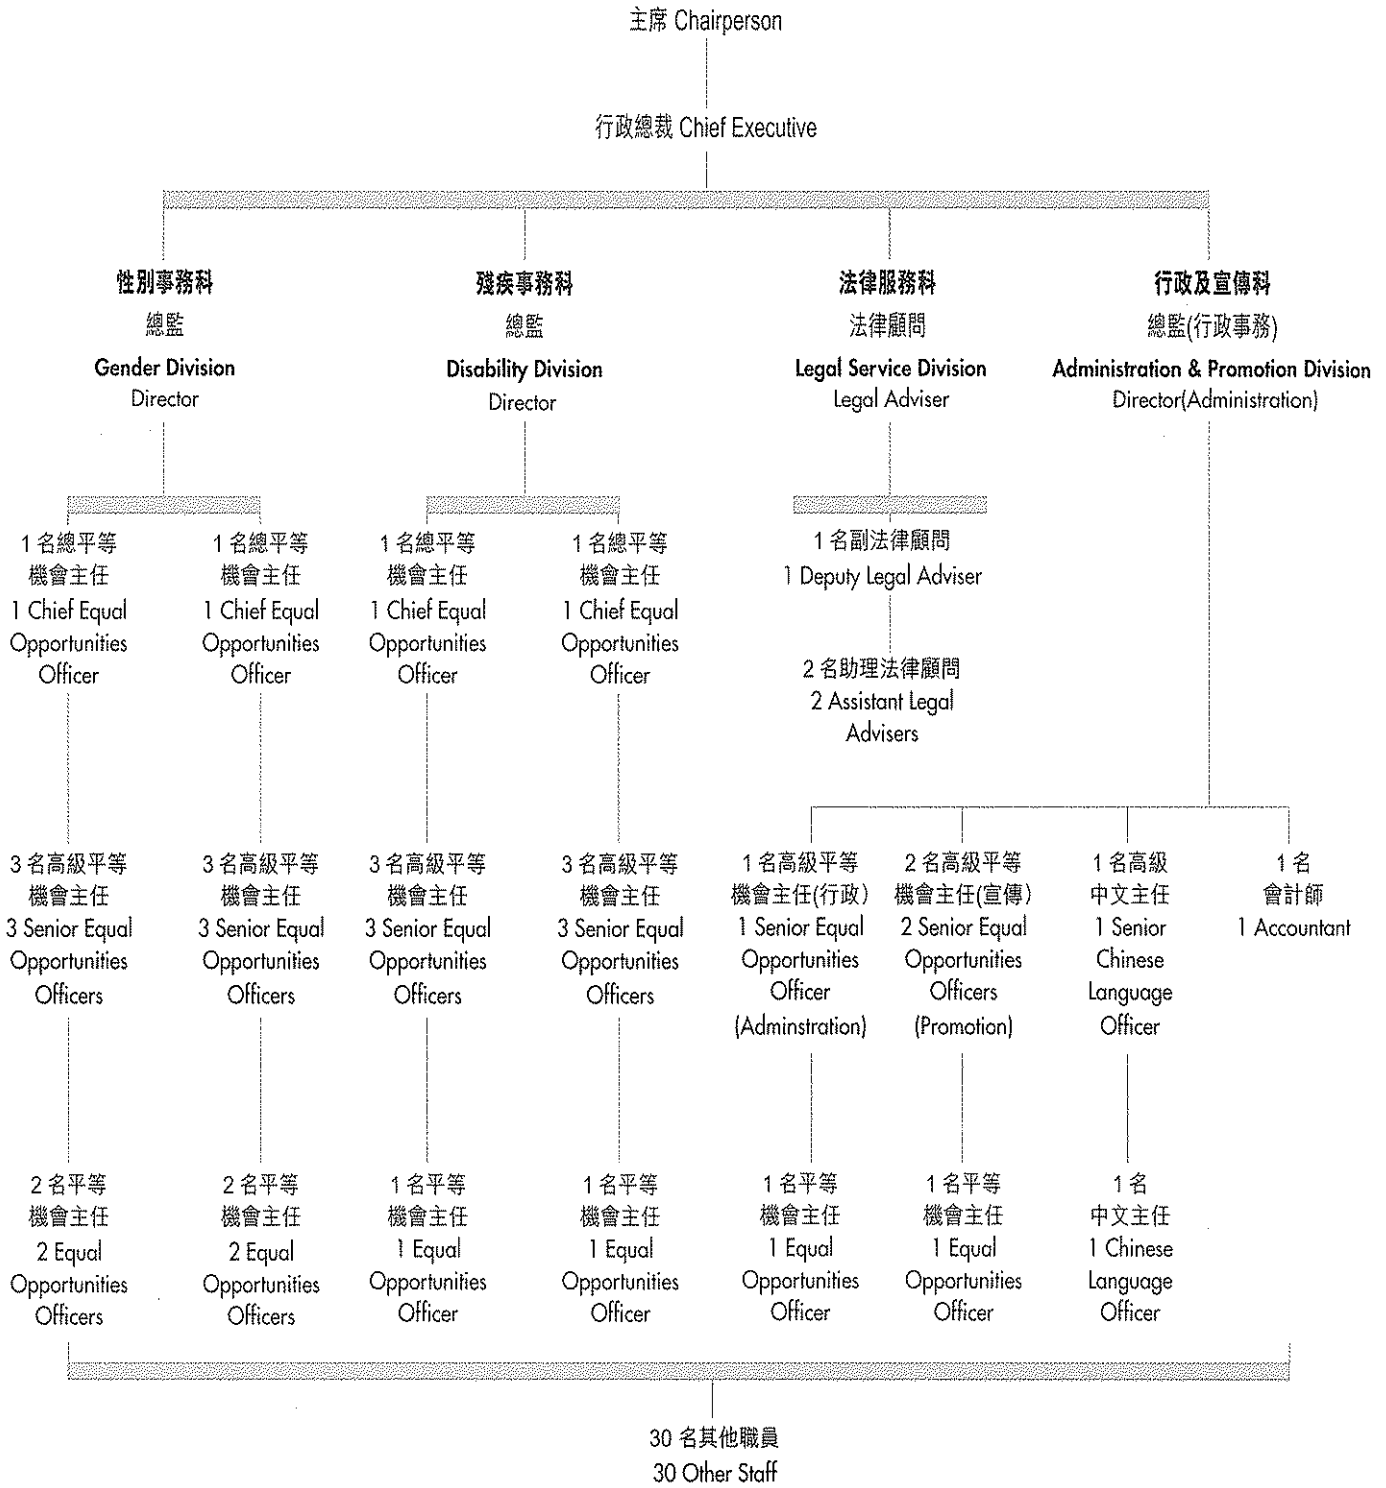 主席 Chairperson
行政總裁 Chief Executive
性別事務科
總監
Gender Division
Director
殘疾事務科
總監
Disability Division
Director
法律服務科
法律顧問
Legal Service Division
Legal Adviser
行政及宣傳科
總監(行政事務)
Administration & Promotion Division
Director(Administration)
1 名總平等
機會主任
1 Chief Equal
Opportunities
Officer
1 名總平等
機會主任
1 Chief Equal
Opportunities
Officer
1 名總平等
機會主任
1 Chief Equal
Opportunities
Officer
1 名總平等
機會主任
1 Chief Equal
Opportunities
Officer
1 名副法律顧問
1 Deputy Legal Adviser
2 名助理法律顧問
2 Assistant Legal
Advisers
3 名高級平等
機會主任
3 Senior Equal
Opportunities
Officers
3 名高級平等
機會主任
3 Senior Equal
Opportunities
Officers
3 名高級平等
機會主任
3 Senior Equal
Opportunities
Officers
3 名高級平等
機會主任
3 Senior Equal
Opportunities
Officers
1 名高級平等
機會主任(行政)
1 Senior Equal
Opportunities
Officer
(Adminstration)
2 名高級平等
機會主任(宣傳)
2 Senior Equal
Opportunities
Officers
(Promotion)
1 名高級
中文主任
1 Senior
Chinese
Language
Officer
1 名
會計師
1 Accountant
2 名平等
機會主任
2 Equal
Opportunities
Officers
2 名平等
機會主任
2 Equal
Opportunities
Officers
1 名平等
機會主任
1 Equal
Opportunities
Officer
1 名平等
機會主任
1 Equal
Opportunities
Officer
1 名平等
機會主任
1 Equal
Opportunities
Officer
1 名平等
機會主任
1 Equal
Opportunities
Officer
1 名
中文主任
1 Chinese
Language
Officer
30 名其他職員
30 Other Staff